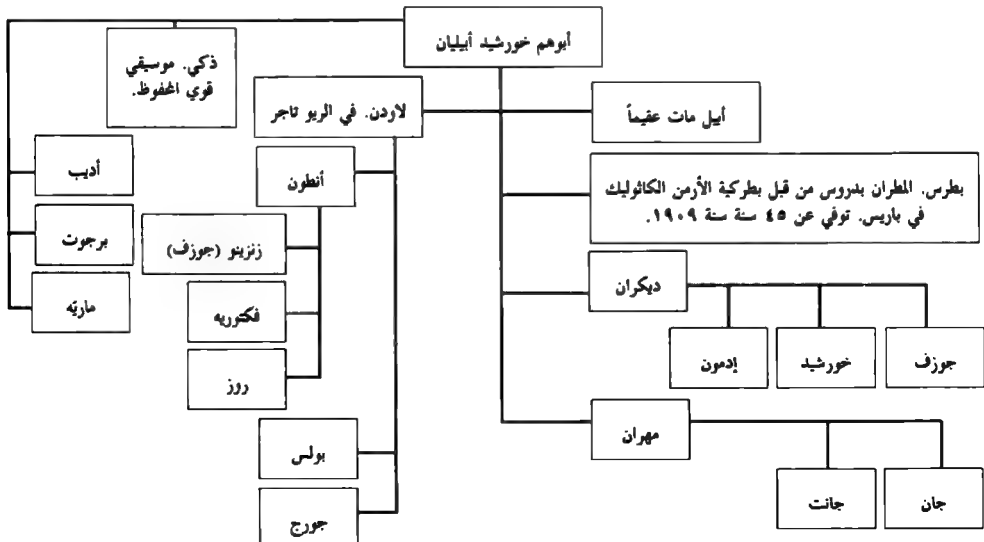 أبوهم خورشيد أبيليان
ذكي. موسيقي
قوي المحفوظ.
أديب
برجوت
ماريّه
لاودن. في الريو تاجر
أنطون
زنزينو (جوزف)
فكتوريه
روز
بولس
جورج
أبيل مات عقيماً
بطرس. المطران بدروس من قبل بطركية الأرمن الكاثوليك
في باريس. توفي عن ٤٥ سنة سنة ١٩٠٩.
ديكران
جوزف
خورشيد
إدمون
مهران
جان
جانت